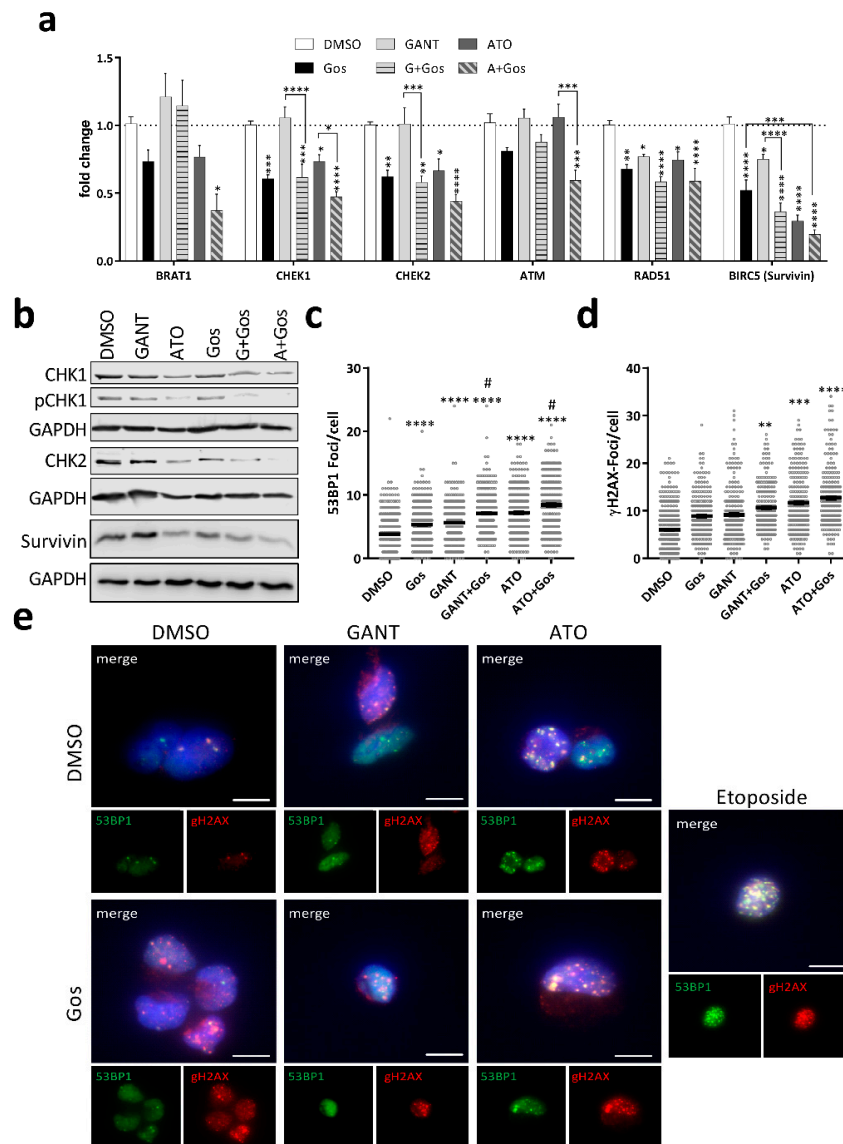 a
DMSO GANT ATO
Gos G+Gos A+Gos
1.5
1.0
0.5
0.0
fold change
**** *** *** ***
* ****
*** *** * **** ** ** * **** *** ** * **** * **** **** * **** **** ****
*
BRAT1 CHEK1 CHEK2 ATM RAD51 BIRC5 (Survivin)
b
DMSO GANT ATO Gos G+Gos A+Gos
CHK1
pCHK1
GAPDH
CHK2
GAPDH
Survivin
GAPDH
c
53BP1 Foci/cell
30
20
10
0
# #
**** **** **** **** ****
DMSO Gos GANT GANT+Gos ATO ATO+Gos
d
γH2AX-Foci/cell
40
30
20
10
0
** *** ****
DMSO Gos GANT GANT+Gos ATO ATO+Gos
e
DMSO GANT ATO
DMSO
merge merge merge
53BP1 gH2AX 53BP1 gH2AX 53BP1 gH2AX
Gos
merge merge merge
53BP1 gH2AX 53BP1 gH2AX 53BP1 gH2AX
Etoposide
merge
53BP1 gH2AX